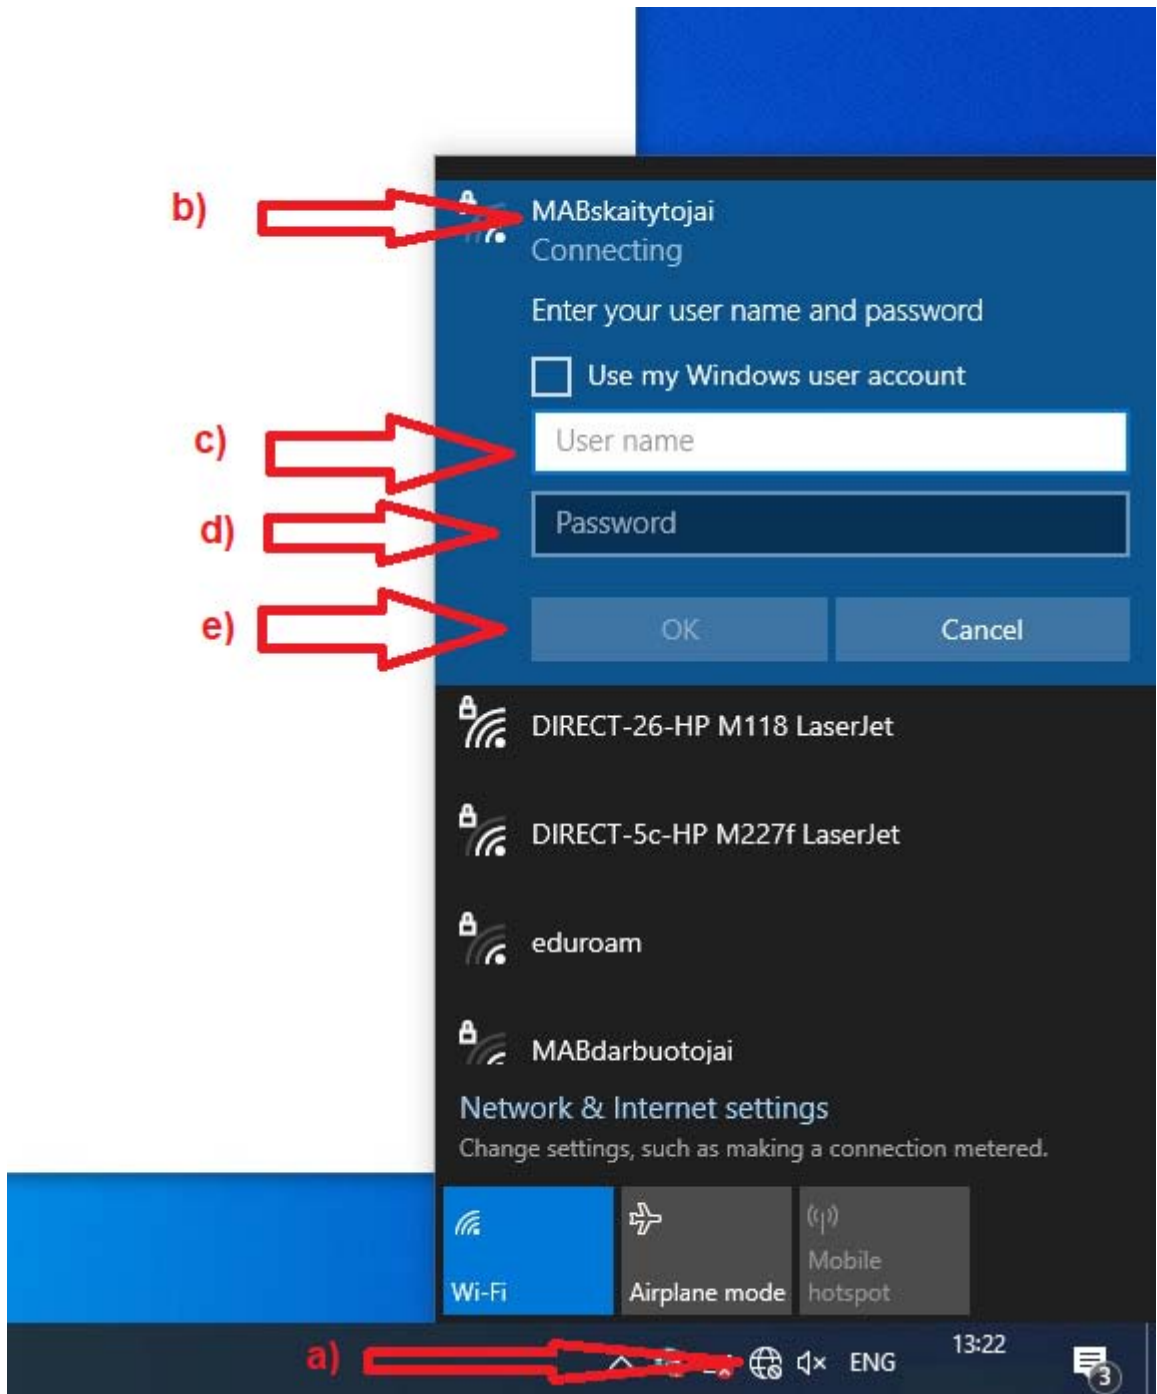 b)
MABskaitytojai
Connecting
Enter your user name and password
Use my Windows user account
c)
User name
d)
Password
e)
OK
Cancel
DIRECT-26-HP M118 LaserJet
DIRECT-5c-HP M227f LaserJet
eduroam
MABdarbuotojai
Network & Internet settings
Change settings, such as making a connection metered.
Wi-Fi
Airplane mode
Mobile
hotspot
a)
ENG
13:22
3